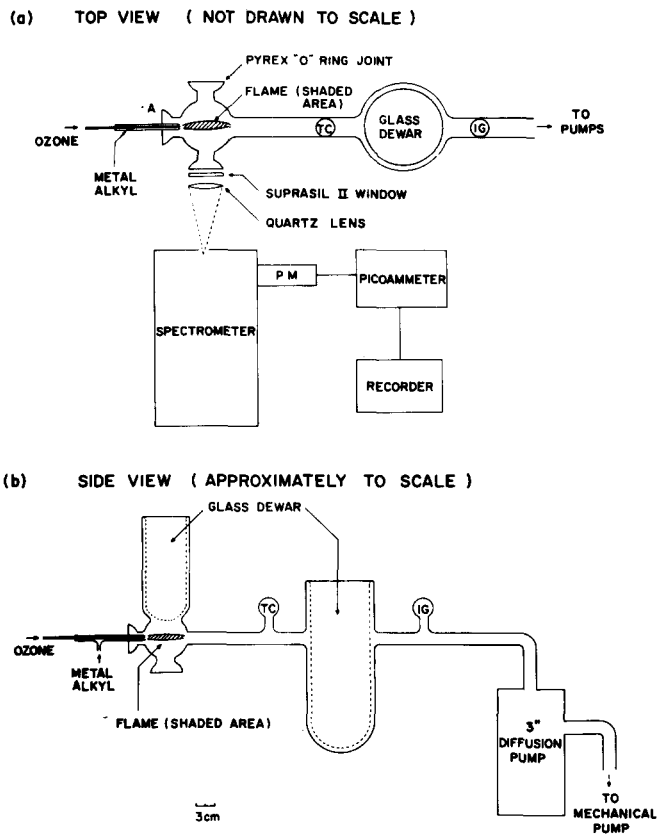 (a) TOP VIEW ( NOT DRAWN TO SCALE )
PYREX "O" RING JOINT
FLAME (SHADED
AREA)
A
OZONE
METAL
ALKYL
TC
GLASS
DEWAR
IG
TO
PUMPS
SUPRASIL II WINDOW
QUARTZ LENS
SPECTROMETER
PM
PICOAMMETER
RECORDER
(b) SIDE VIEW ( APPROXIMATELY TO SCALE )
GLASS DEWAR
TC
IG
OZONE
METAL
ALKYL
FLAME (SHADED AREA)
3"
DIFFUSION
PUMP
3cm
TO
MECHANICAL
PUMP